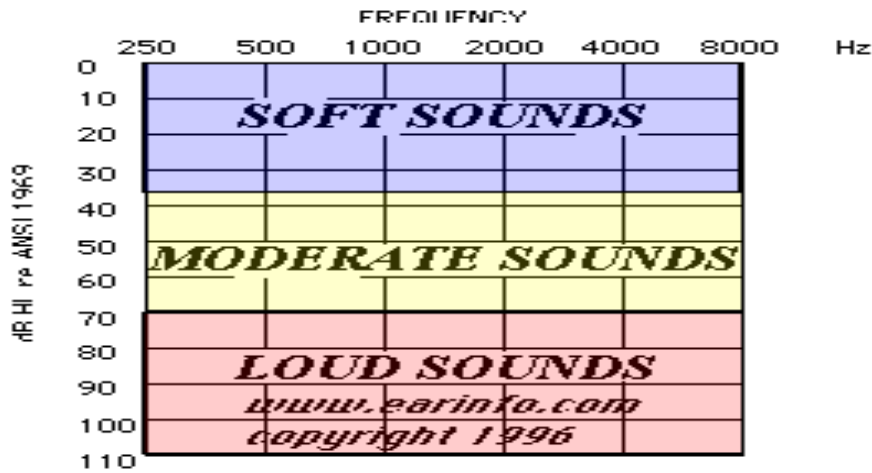 FREQUENCY
250 500 1000 2000 4000 8000 Hz
0
10
SOFT SOUNDS
20
30
40
50
MODERATE SOUNDS
60
70
80
LOUD SOUNDS
90
www.earinfo.com
100
copyright 1996
110
dB HL re ANSI 1969